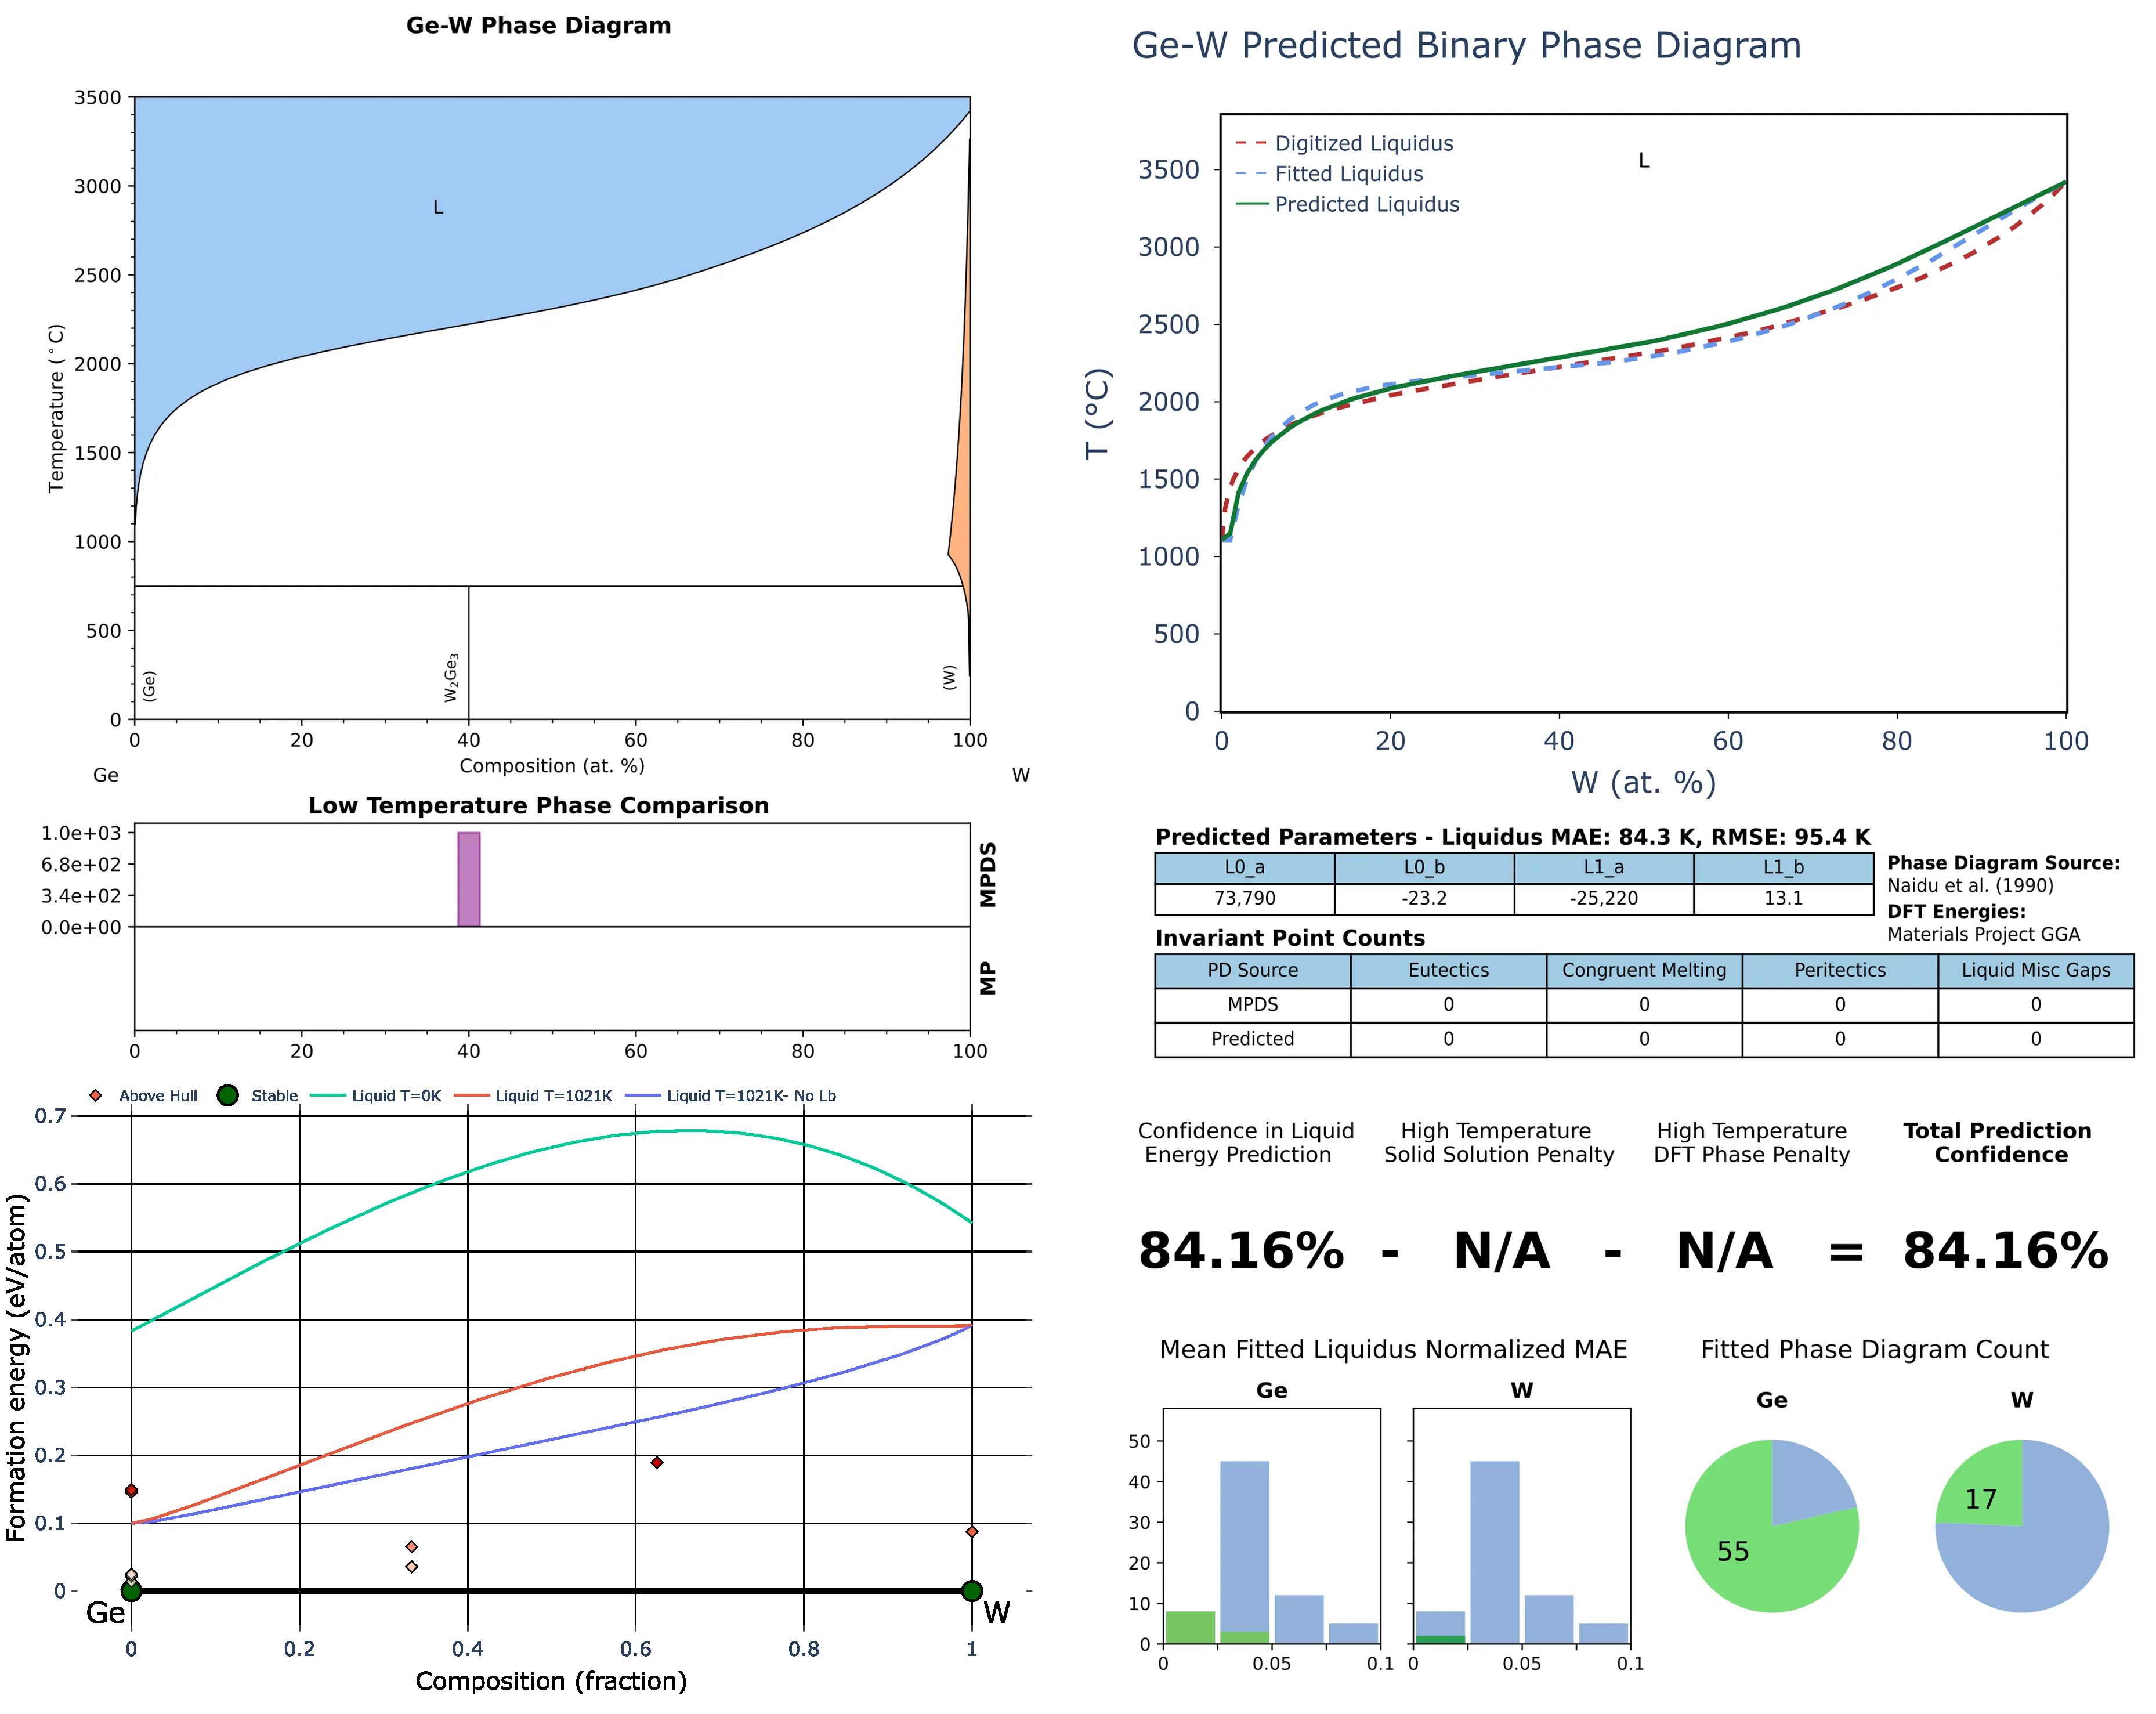 Ge-W Phase Diagram
3500
3000
2500
2000
1500
1000
500
0
Temperature (°C)
L
(Ge)
W₂Ge₃
(W)
0 20 40 60 80 100
Composition (at. %)
Ge W
Low Temperature Phase Comparison
1.0e+03
6.8e+02
3.4e+02
0.0e+00
MPDS
MP
0 20 40 60 80 100
Above Hull Stable Liquid T=0K Liquid T=1021K Liquid T=1021K- No Lb
0.7
0.6
0.5
0.4
0.3
0.2
0.1
0
Formation energy (eV/atom)
Ge W
0 0.2 0.4 0.6 0.8 1
Composition (fraction)
Ge-W Predicted Binary Phase Diagram
Digitized Liquidus
Fitted Liquidus
Predicted Liquidus
L
3500
3000
2500
2000
1500
1000
500
0
T (°C)
0 20 40 60 80 100
W (at. %)
Predicted Parameters - Liquidus MAE: 84.3 K, RMSE: 95.4 K
L0_a L0_b L1_a L1_b
73,790 -23.2 -25,220 13.1
Phase Diagram Source:
Naidu et al. (1990)
DFT Energies:
Materials Project GGA
Invariant Point Counts
PD Source Eutectics Congruent Melting Peritectics Liquid Misc Gaps
MPDS 0 0 0 0
Predicted 0 0 0 0
Confidence in Liquid
Energy Prediction
High Temperature
Solid Solution Penalty
High Temperature
DFT Phase Penalty
Total Prediction
Confidence
84.16% - N/A - N/A = 84.16%
Mean Fitted Liquidus Normalized MAE
Ge W
50
40
30
20
10
0
0 0.05 0.1 0 0.05 0.1
Fitted Phase Diagram Count
Ge W
55
17